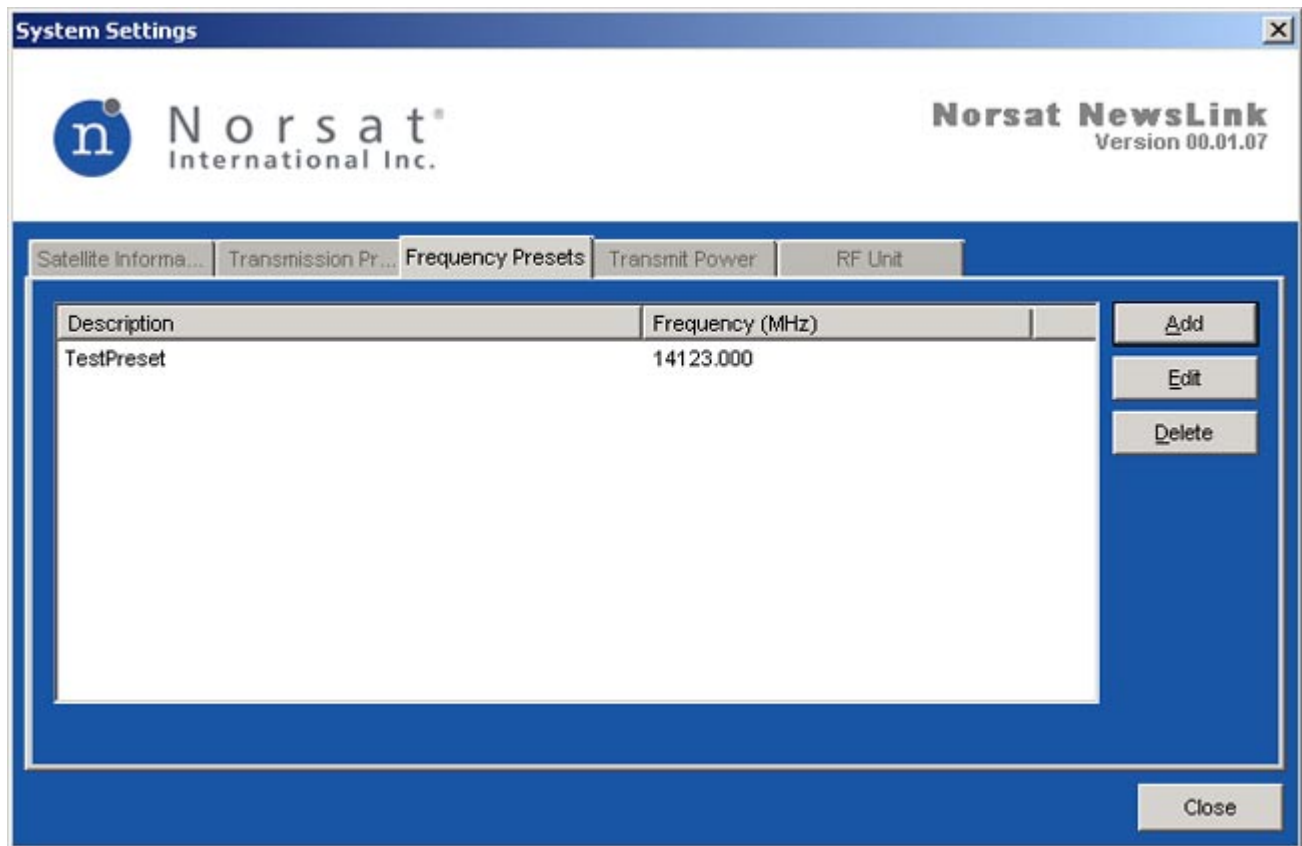 System Settings
n
Norsat®
International Inc.
Norsat NewsLink
Version 00.01.07
Satellite Informa... Transmission Pr... Frequency Presets Transmit Power RF Unit
Description Frequency (MHz)
TestPreset 14123.000
Add
Edit
Delete
Close